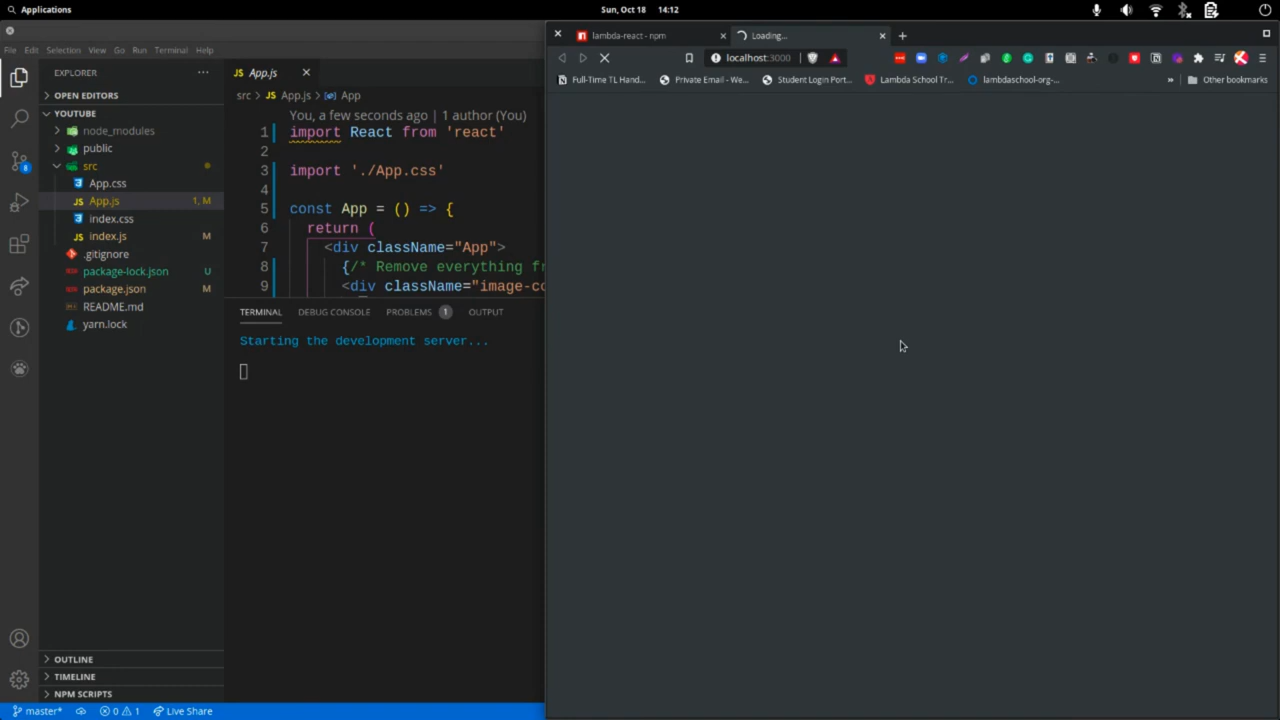 Applications
Sun, Oct 18 14:12
File Edit Selection View Go Run Terminal Help
EXPLORER
OPEN EDITORS
YOUTUBE
node_modules
public
src
App.css
App.js 1, M
index.css
index.js M
.gitignore
package-lock.json U
package.json M
README.md
yarn.lock
OUTLINE
TIMELINE
NPM SCRIPTS
master* 0 1 Live Share
App.js
src > JS App.js > App
You, a few seconds ago | 1 author (You)
1 import React from 'react'
2
3 import './App.css'
4
5 const App = () => {
6 return (
7 <div className="App">
8 {/* Remove everything fr
9 <div className="image-co
TERMINAL DEBUG CONSOLE PROBLEMS 1 OUTPUT
Starting the development server...
lambda-react - npm
Loading...
localhost:3000
Full-Time TL Hand... Private Email - We... Student Login Port... Lambda School Tr... lambdaschool-org-... » Other bookmarks